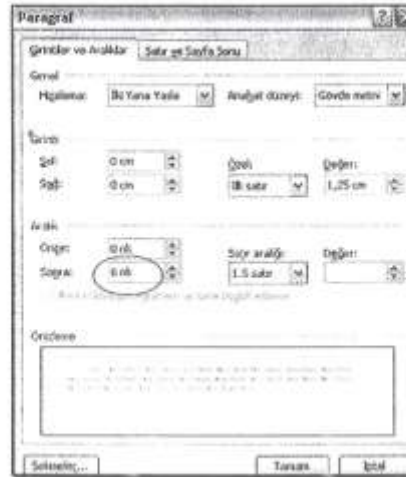 Paragraf
Girintiler ve Aralıklar Satır ve Sayfa Sonu
Genel
Hizalama: İki Yana Yasla Anahat düzeyi: Gövde metni
Girinti
Sol: 0 cm Özel: Değer:
Sağ: 0 cm İlk satır 1,25 cm
Aralık
Önce: 0 nk Satır aralığı: Değer:
Sonra: 6 nk 1.5 satır
Önizleme
Sekmeler... Tamam İptal